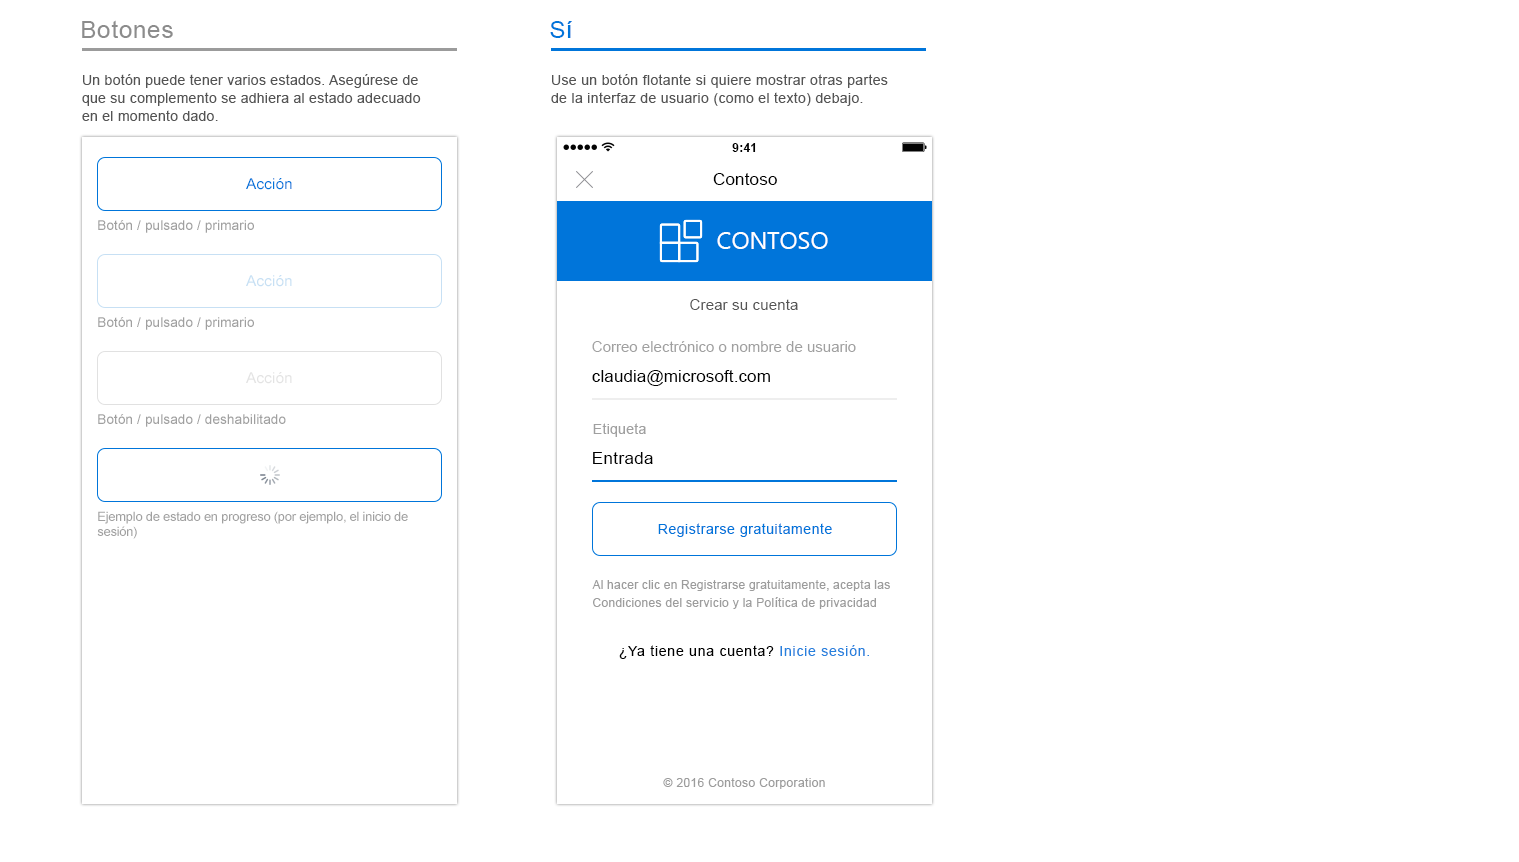 Botones
Un botón puede tener varios estados. Asegúrese de
que su complemento se adhiera al estado adecuado
en el momento dado.
Acción
Botón / pulsado / primario
Acción
Botón / pulsado / primario
Acción
Botón / pulsado / deshabilitado
Ejemplo de estado en progreso (por ejemplo, el inicio de
sesión)
Sí
Use un botón flotante si quiere mostrar otras partes
de la interfaz de usuario (como el texto) debajo.
9:41
Contoso
CONTOSO
Crear su cuenta
Correo electrónico o nombre de usuario
claudia@microsoft.com
Etiqueta
Entrada
Registrarse gratuitamente
Al hacer clic en Registrarse gratuitamente, acepta las
Condiciones del servicio y la Política de privacidad
¿Ya tiene una cuenta? Inicie sesión.
© 2016 Contoso Corporation